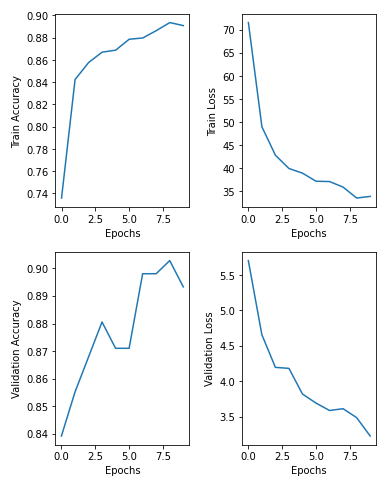 Train Accuracy
0.90
0.88
0.86
0.84
0.82
0.80
0.78
0.76
0.74
0.0 2.5 5.0 7.5
Epochs
Train Loss
70
65
60
55
50
45
40
35
0.0 2.5 5.0 7.5
Epochs
Validation Accuracy
0.90
0.89
0.88
0.87
0.86
0.85
0.84
0.0 2.5 5.0 7.5
Epochs
Validation Loss
5.5
5.0
4.5
4.0
3.5
0.0 2.5 5.0 7.5
Epochs